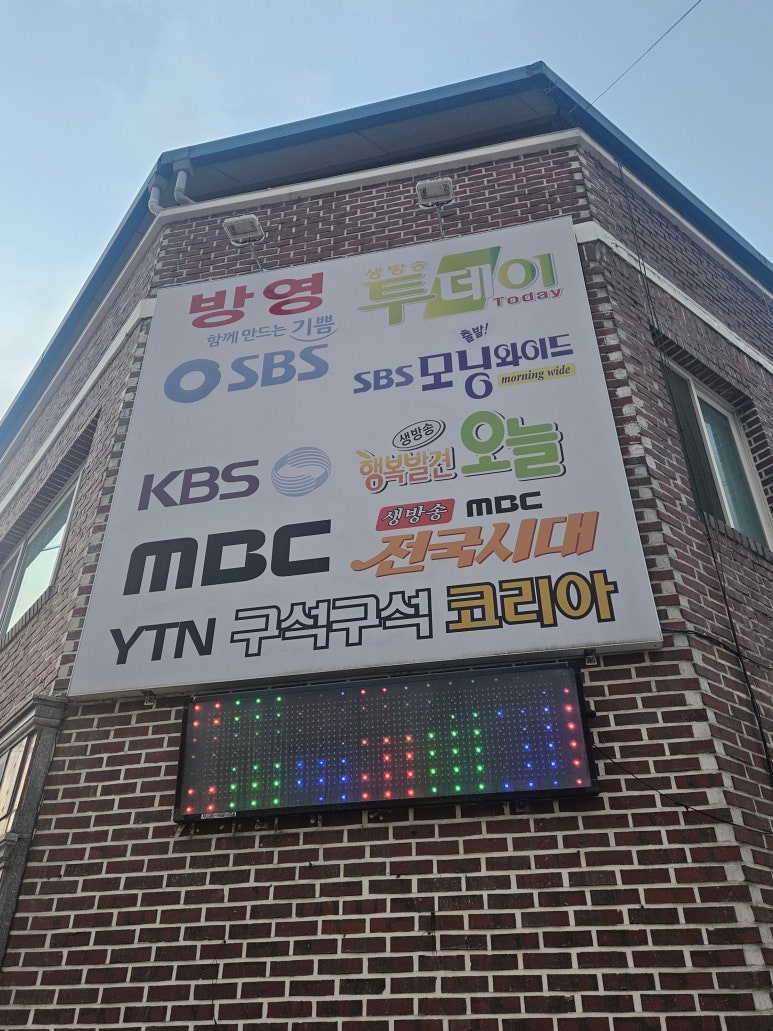 방영
생방송
투데이
Today
함께 만드는 기쁨
SBS
출발!
SBS 모닝와이드
morning wide
KBS
생방송
행복발견 오늘
MBC
생방송 MBC
전국시대
YTN 구석구석 코리아